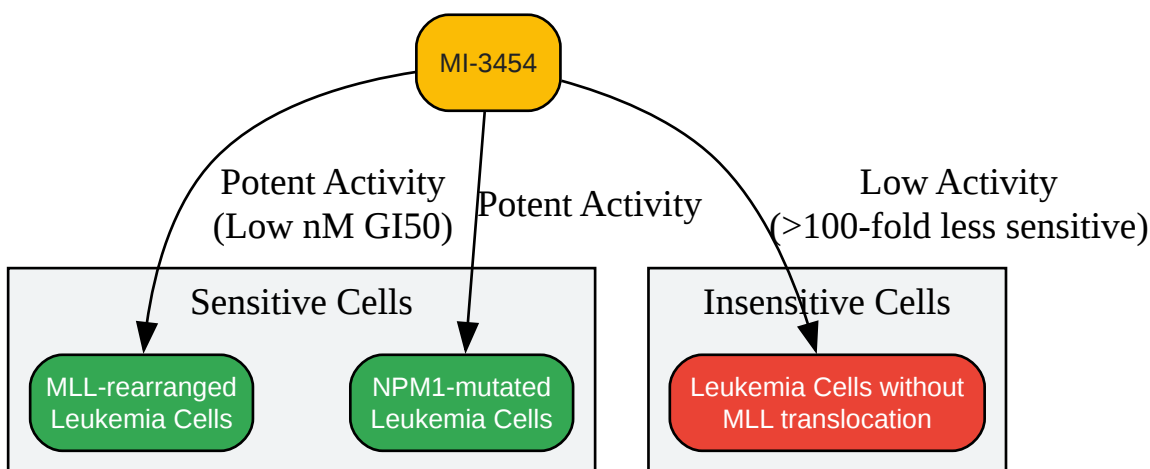 MI-3454
Potent Activity
(Low nM GI50)
Potent Activity
Low Activity
(>100-fold less sensitive)
Sensitive Cells
Insensitive Cells
MLL-rearranged
Leukemia Cells
NPM1-mutated
Leukemia Cells
Leukemia Cells without
MLL translocation